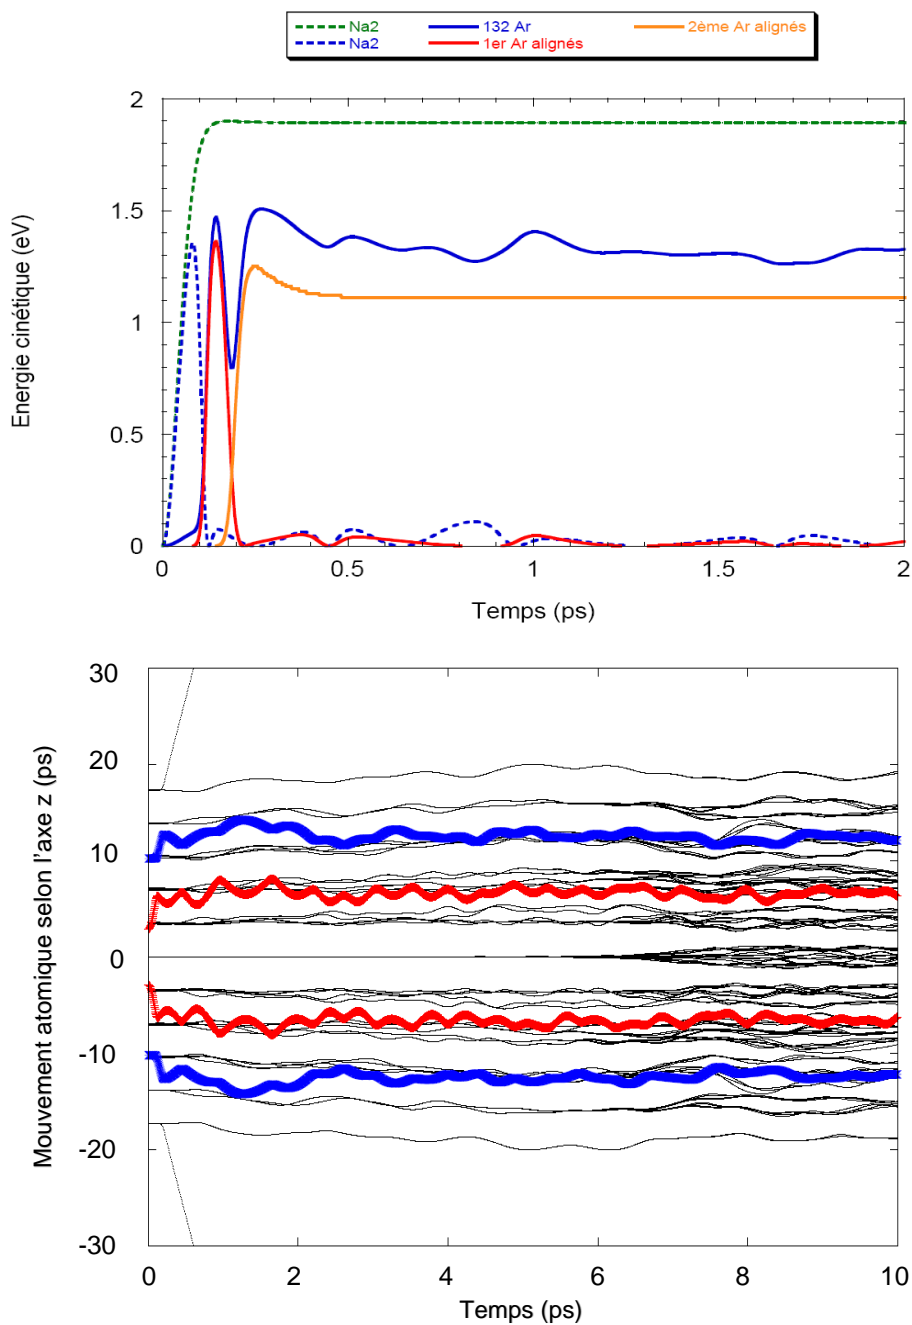 Na2 132 Ar 2ème Ar alignés
Na2 1er Ar alignés
2
1.5
1
0.5
0
Energie cinétique (eV)
0 0.5 1 1.5 2
Temps (ps)
30
20
10
0
-10
-20
-30
Mouvement atomique selon l'axe z (ps)
0 2 4 6 8 10
Temps (ps)